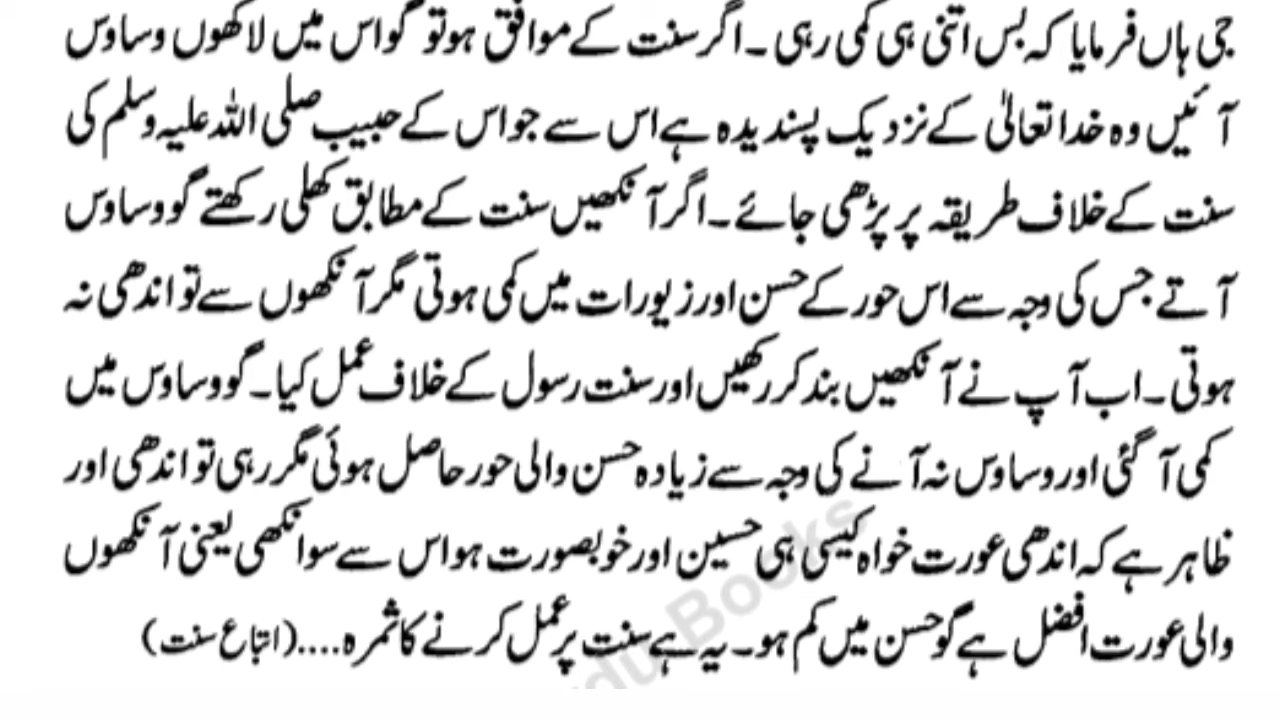 جی ہاں فرمایا کہ بس اتنی ہی کمی رہی۔ اگر سنت کے موافق ہو تو گو اس میں لاکھوں وساوس
آئیں وہ خدا تعالیٰ کے نزدیک پسندیدہ ہے اس سے جو اس کے حبیب صلی اللہ علیہ وسلم کی
سنت کے خلاف طریقہ پر پڑھی جائے۔ اگر آنکھیں سنت کے مطابق کھلی رکھتے گو وساوس
آتے جس کی وجہ سے اس حور کے حسن اور زیورات میں کمی ہوتی مگر آنکھوں سے تو اندھی نہ
ہوتی۔ اب آپ نے آنکھیں بند کر رکھیں اور سنت رسول کے خلاف عمل کیا۔ گو وساوس میں
کمی آگئی اور وساوس نہ آنے کی وجہ سے زیادہ حسن والی حور حاصل ہوئی مگر رہی تو اندھی اور
ظاہر ہے کہ اندھی عورت خواہ کیسی ہی حسین اور خوبصورت ہو اس سے سوانکھی یعنی آنکھوں
والی عورت افضل ہے گو حسن میں کم ہو۔ یہ ہے سنت پر عمل کرنے کا ثمرہ....(اتباع سنت)
Books